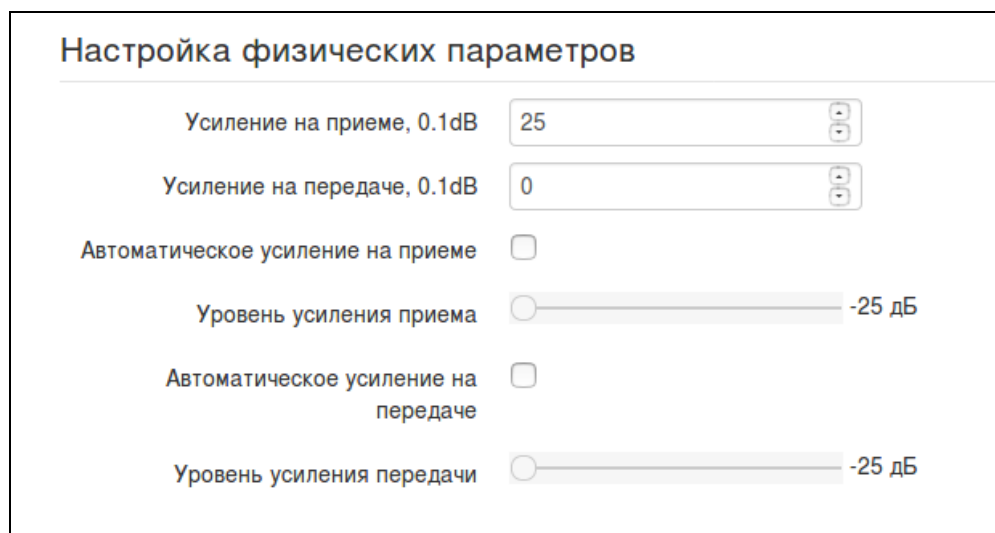 Настройка физических параметров
Усиление на приеме, 0.1dB 25
Усиление на передаче, 0.1dB 0
Автоматическое усиление на приеме
Уровень усиления приема -25 дБ
Автоматическое усиление на
передаче
Уровень усиления передачи -25 дБ